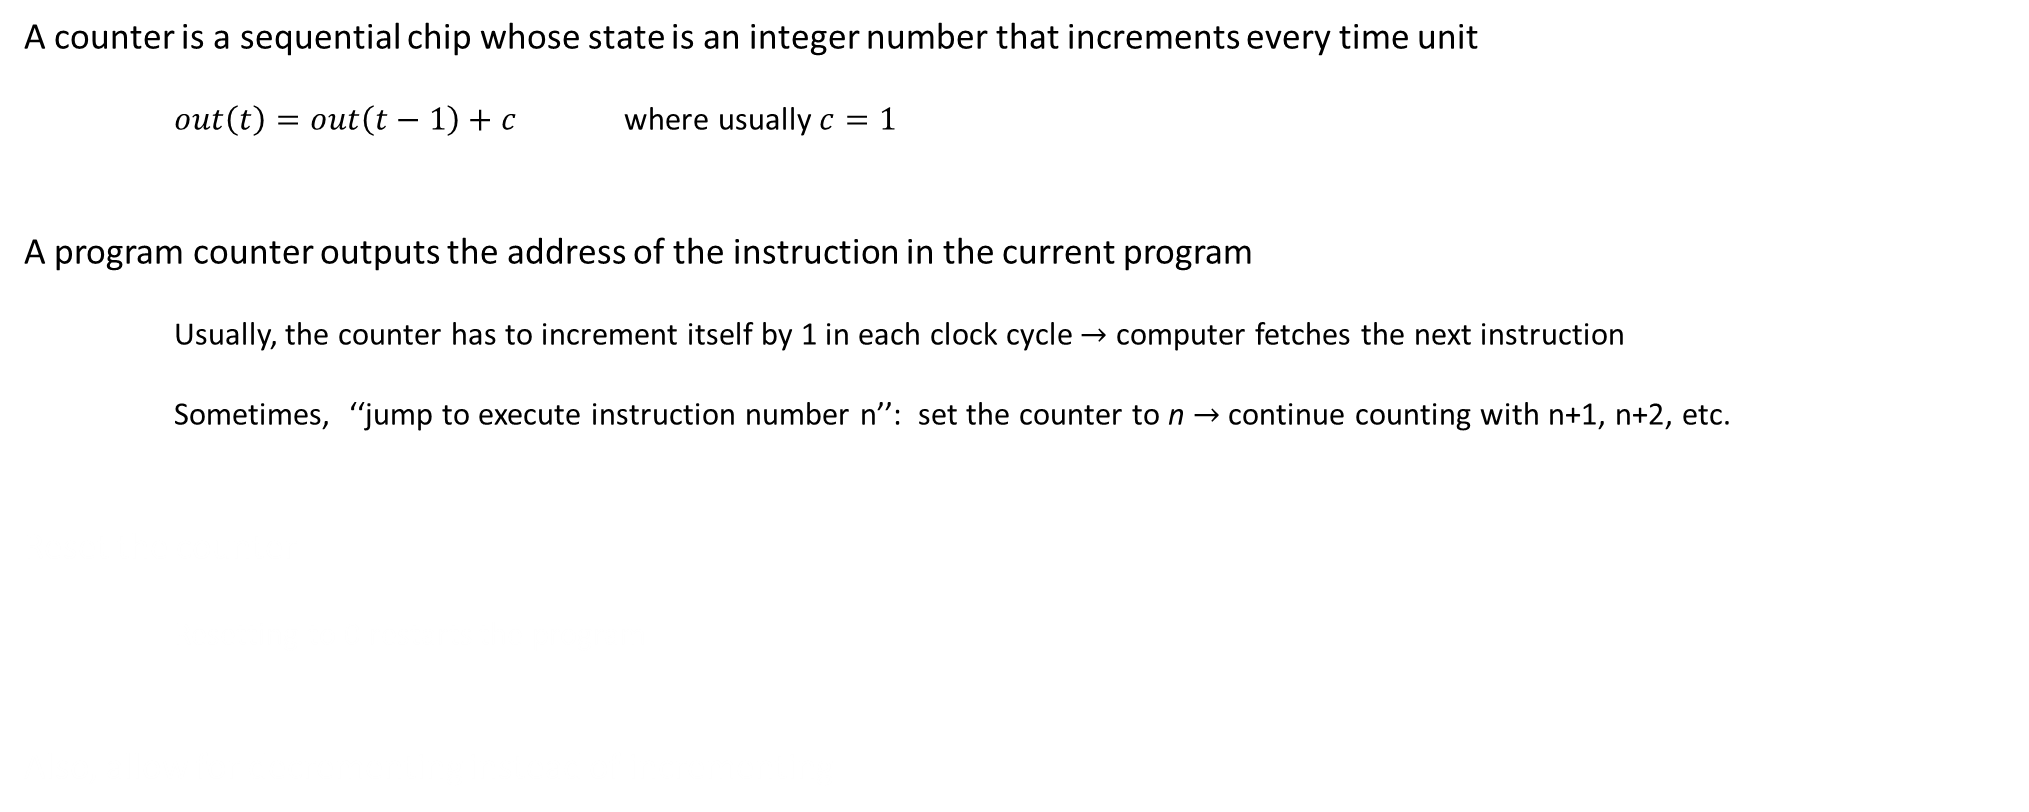 A counter is a sequential chip whose state is an integer number that increments every time unit
out(t) = out(t − 1) + c where usually c = 1
A program counter outputs the address of the instruction in the current program
Usually, the counter has to increment itself by 1 in each clock cycle → computer fetches the next instruction
Sometimes, “jump to execute instruction number n”: set the counter to n → continue counting with n+1, n+2, etc.